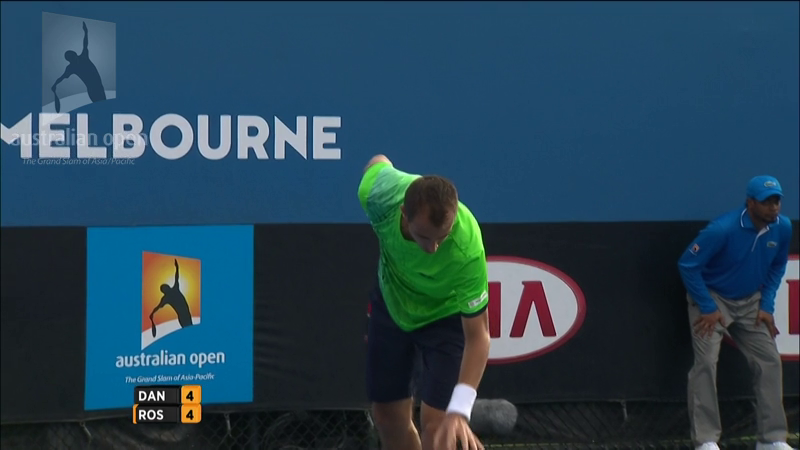 MELBOURNE
australian open
The Grand Slam of Asia/Pacific
KIA
australian open
The Grand Slam of Asia-Pacific
DAN 4
ROS 4